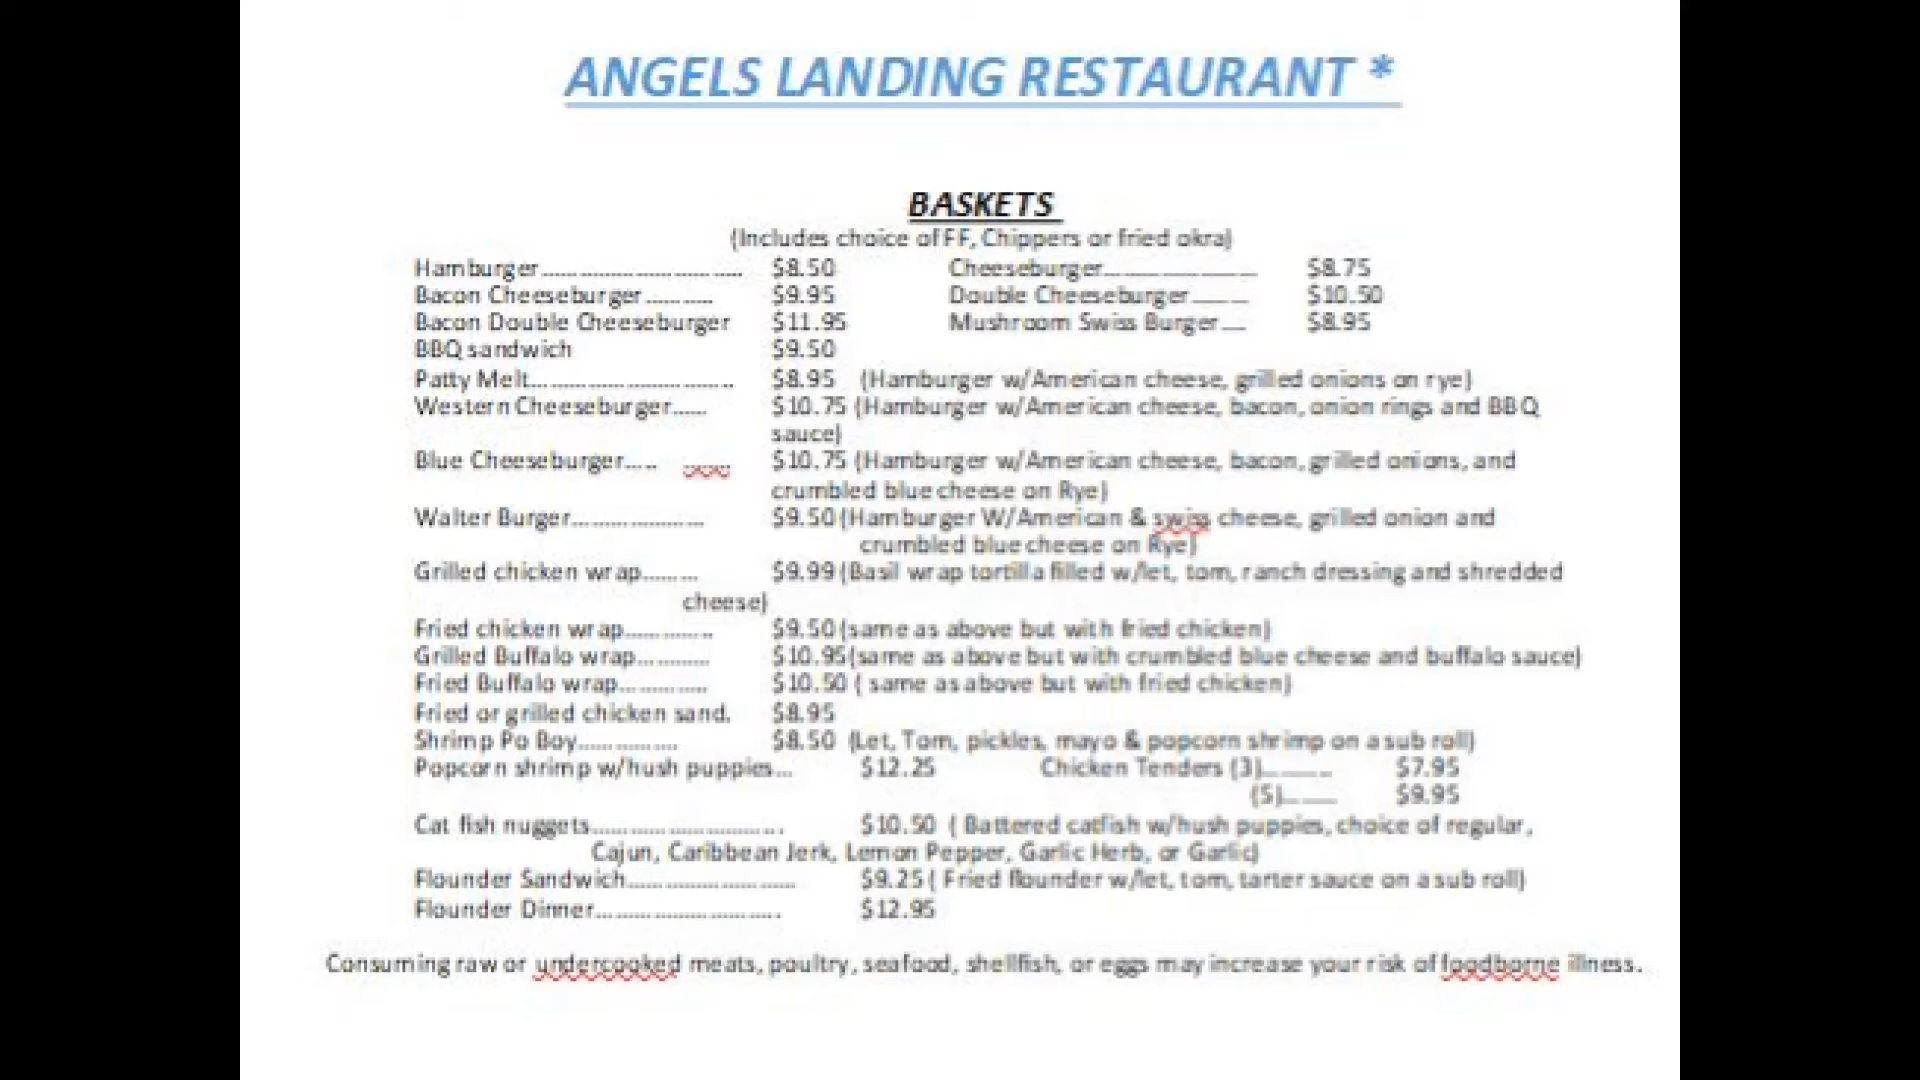 ANGELS LANDING RESTAURANT *
BASKETS
(Includes choice of FF, Chippers or fried okra)
Hamburger................................ $8.50 Cheeseburger........................ $8.75
Bacon Cheeseburger........... $9.95 Double Cheeseburger......... $10.50
Bacon Double Cheeseburger $11.95 Mushroom Swiss Burger.... $8.95
BBQ sandwich $9.50
Patty Melt................................. $8.95 (Hamburger w/American cheese, grilled onions on rye)
Western Cheeseburger...... $10.75 (Hamburger w/American cheese, bacon, onion rings and BBQ
sauce)
Blue Cheeseburger..... ..... $10.75 (Hamburger w/American cheese, bacon, grilled onions, and
crumbled blue cheese on Rye)
Walter Burger..................... $9.50 (Hamburger W/American & swiss cheese, grilled onion and
crumbled blue cheese on Rye)
Grilled chicken wrap......... $9.99 (Basil wrap tortilla filled w/let, tom, ranch dressing and shredded
cheese)
Fried chicken wrap.............. $9.50 (same as above but with fried chicken)
Grilled Buffalo wrap............ $10.95 (same as above but with crumbled blue cheese and buffalo sauce)
Fried Buffalo wrap.............. $10.50 ( same as above but with fried chicken)
Fried or grilled chicken sand. $8.95
Shrimp Po Boy................ $8.50 (Let, Tom, pickles, mayo & popcorn shrimp on a sub roll)
Popcorn shrimp w/hush puppies... $12.25 Chicken Tenders (3)........... $7.95
(5)......... $9.95
Cat fish nuggets............................... $10.50 ( Battered catfish w/hush puppies, choice of regular,
Cajun, Caribbean Jerk, Lemon Pepper, Garlic Herb, or Garlic)
Flounder Sandwich........................... $9.25 ( Fried flounder w/let, tom, tarter sauce on a sub roll)
Flounder Dinner.............................. $12.95
Consuming raw or undercooked meats, poultry, seafood, shellfish, or eggs may increase your risk of foodborne illness.